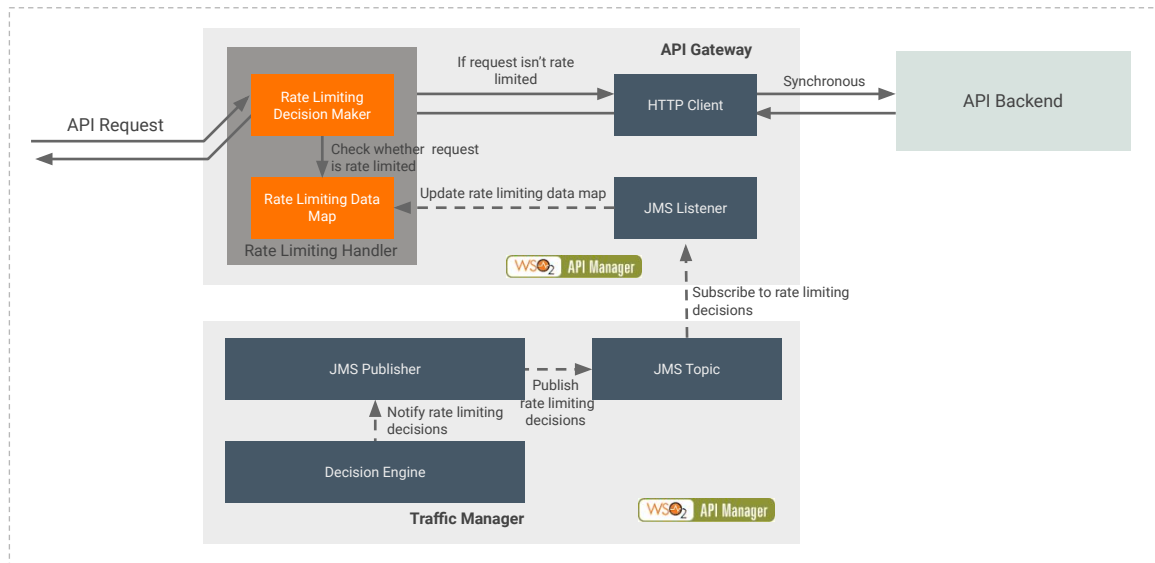 API Gateway
If request isn't rate
limited
Rate Limiting
Decision Maker
HTTP Client
Synchronous
API Backend
API Request
Check whether request
is rate limited
Rate Limiting Data
Map
Update rate limiting data map
JMS Listener
Rate Limiting Handler
WSO2 API Manager
Subscribe to rate limiting
decisions
JMS Publisher
JMS Topic
Publish
rate limiting
decisions
Notify rate limiting
decisions
Decision Engine
Traffic Manager
WSO2 API Manager